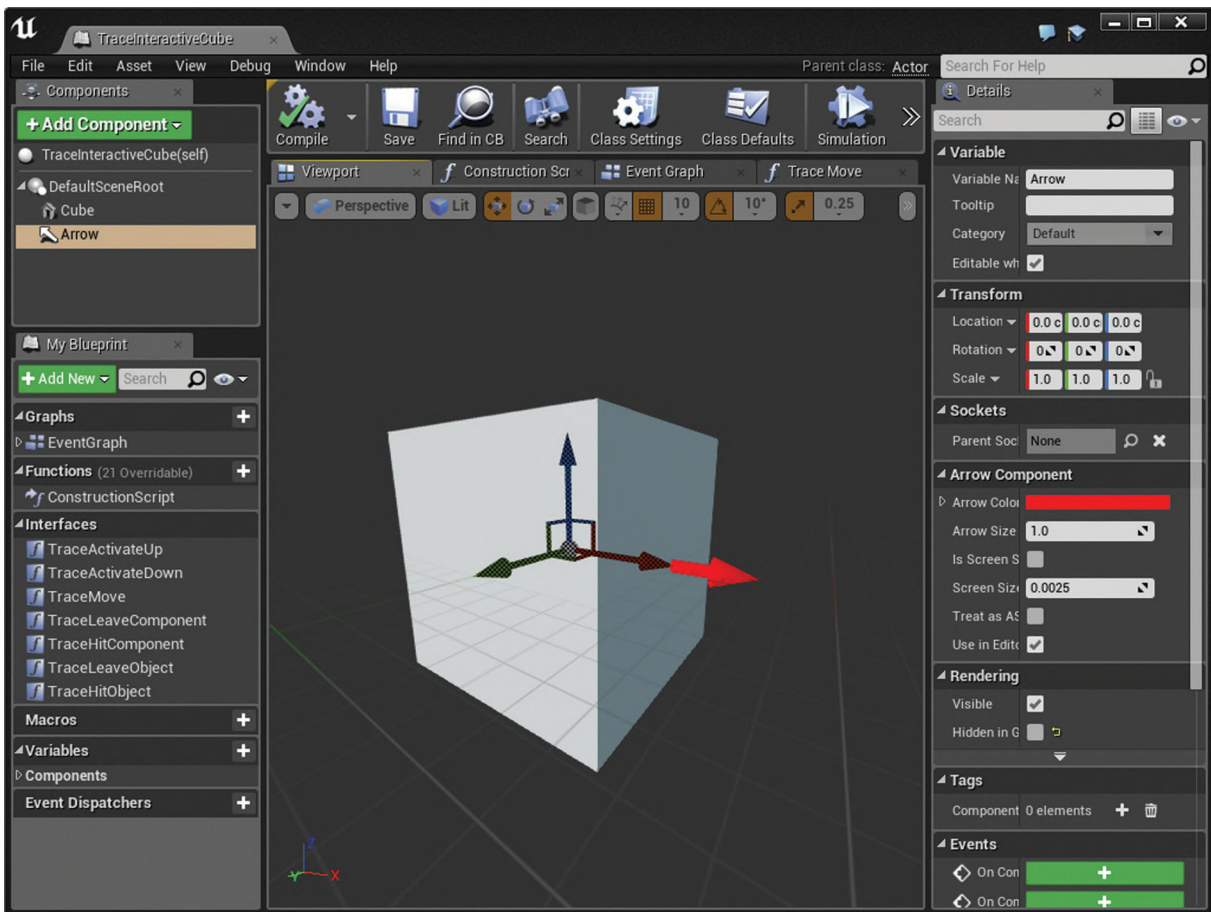 TraceInteractiveCube
File Edit Asset View Debug Window Help Parent class: Actor Search For Help
Components
+Add Component
TraceInteractiveCube(self)
DefaultSceneRoot
Cube
Arrow
My Blueprint
+Add New Search
Graphs
EventGraph
Functions (21 Overridable)
ConstructionScript
Interfaces
TraceActivateUp
TraceActivateDown
TraceMove
TraceLeaveComponent
TraceHitComponent
TraceLeaveObject
TraceHitObject
Macros
Variables
Components
Event Dispatchers
Compile Save Find in CB Search Class Settings Class Defaults Simulation
Viewport Construction Scr Event Graph Trace Move
Perspective Lit 10 10° 0.25
Z
Y X
Details
Search
Variable
Variable Na Arrow
Tooltip
Category Default
Editable wh
Transform
Location 0.0 c 0.0 c 0.0 c
Rotation 0 0 0
Scale 1.0 1.0 1.0
Sockets
Parent Soc None
Arrow Component
Arrow Color
Arrow Size 1.0
Is Screen S
Screen Size 0.0025
Treat as AS
Use in Edito
Rendering
Visible
Hidden in G
Tags
Component 0 elements
Events
On Con
On Con